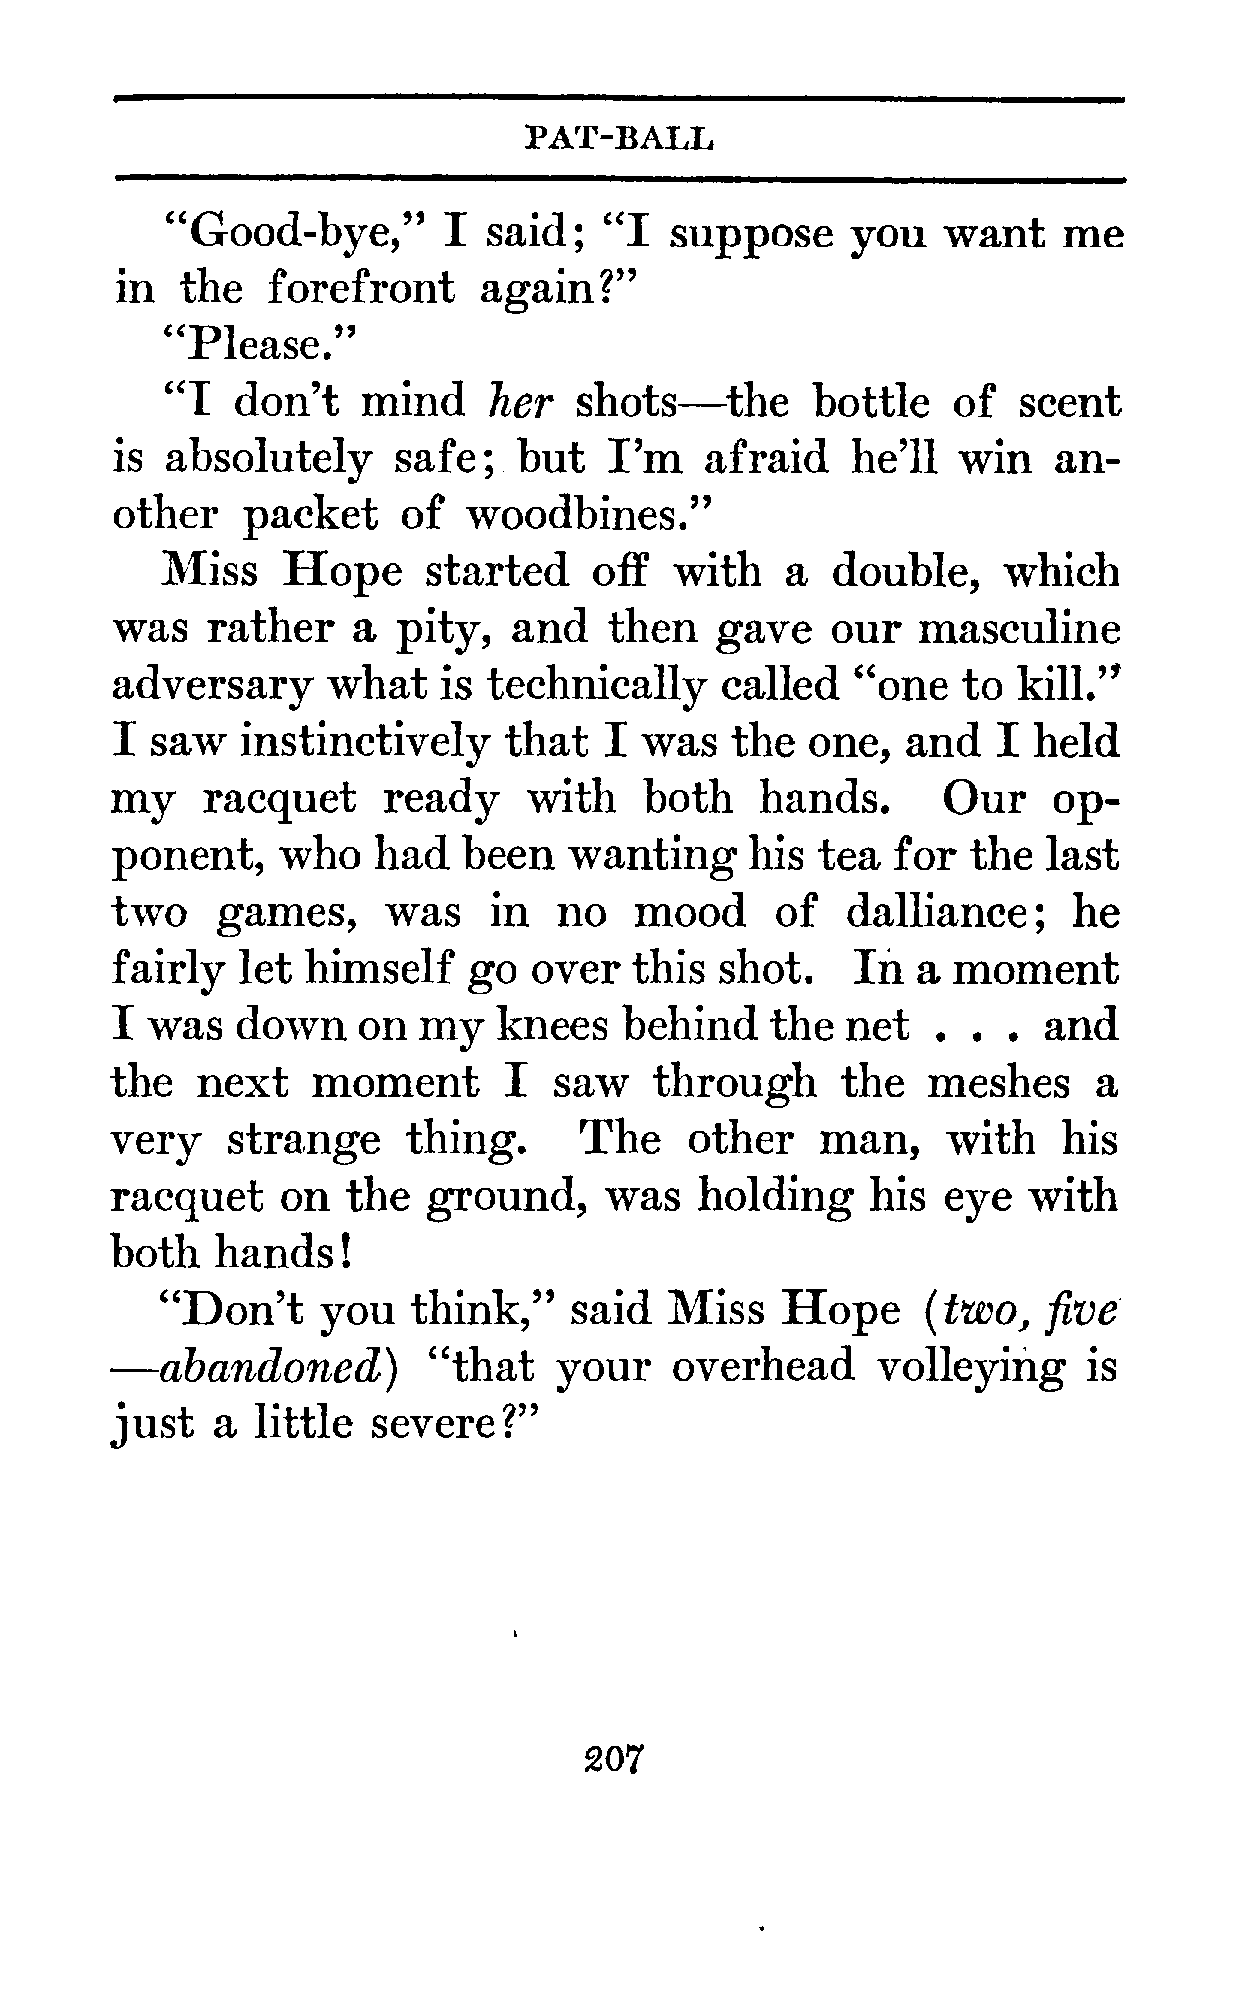 PAT-BALL
"Good-bye," I said; "I suppose you want me
in the forefront again?"
"Please."
"I don't mind her shots—the bottle of scent
is absolutely safe; but I'm afraid he'll win an-
other packet of woodbines."
Miss Hope started off with a double, which
was rather a pity, and then gave our masculine
adversary what is technically called "one to kill."
I saw instinctively that I was the one, and I held
my racquet ready with both hands. Our op-
ponent, who had been wanting his tea for the last
two games, was in no mood of dalliance; he
fairly let himself go over this shot. In a moment
I was down on my knees behind the net . . . and
the next moment I saw through the meshes a
very strange thing. The other man, with his
racquet on the ground, was holding his eye with
both hands!
"Don't you think," said Miss Hope (two, five
—abandoned) "that your overhead volleying is
just a little severe?"
207